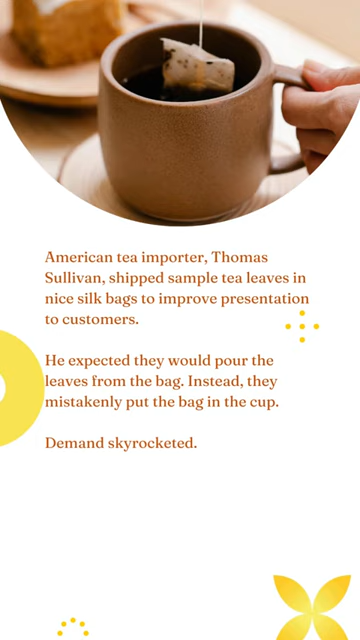 American tea importer, Thomas
Sullivan, shipped sample tea leaves in
nice silk bags to improve presentation
to customers.
He expected they would pour the
leaves from the bag. Instead, they
mistakenly put the bag in the cup.
Demand skyrocketed.